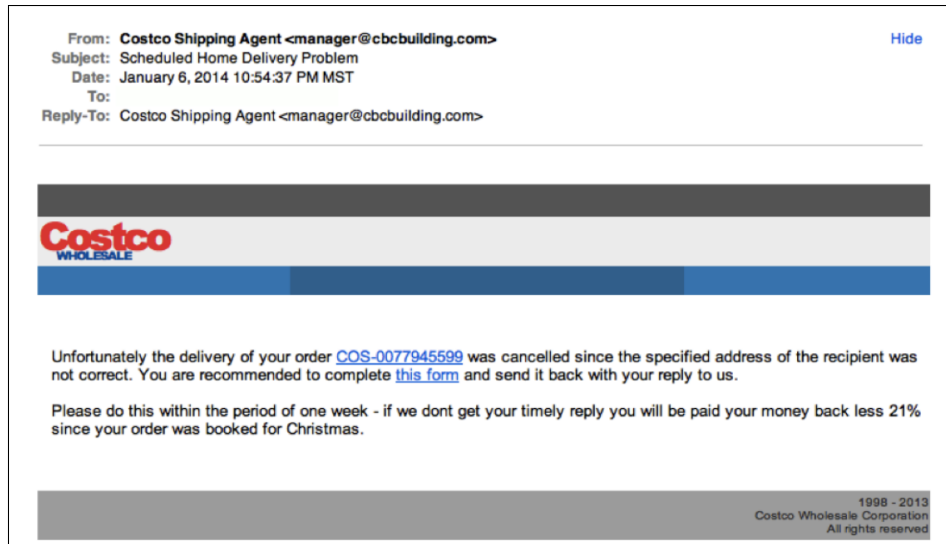 From: Costco Shipping Agent <manager@cbcbuilding.com>
Hide
Subject: Scheduled Home Delivery Problem
Date: January 6, 2014 10:54:37 PM MST
To:
Reply-To: Costco Shipping Agent <manager@cbcbuilding.com>
Costco
WHOLESALE
Unfortunately the delivery of your order COS-0077945599 was cancelled since the specified address of the recipient was
not correct. You are recommended to complete this form and send it back with your reply to us.
Please do this within the period of one week - if we dont get your timely reply you will be paid your money back less 21%
since your order was booked for Christmas.
1998 - 2013
Costco Wholesale Corporation
All rights reserved